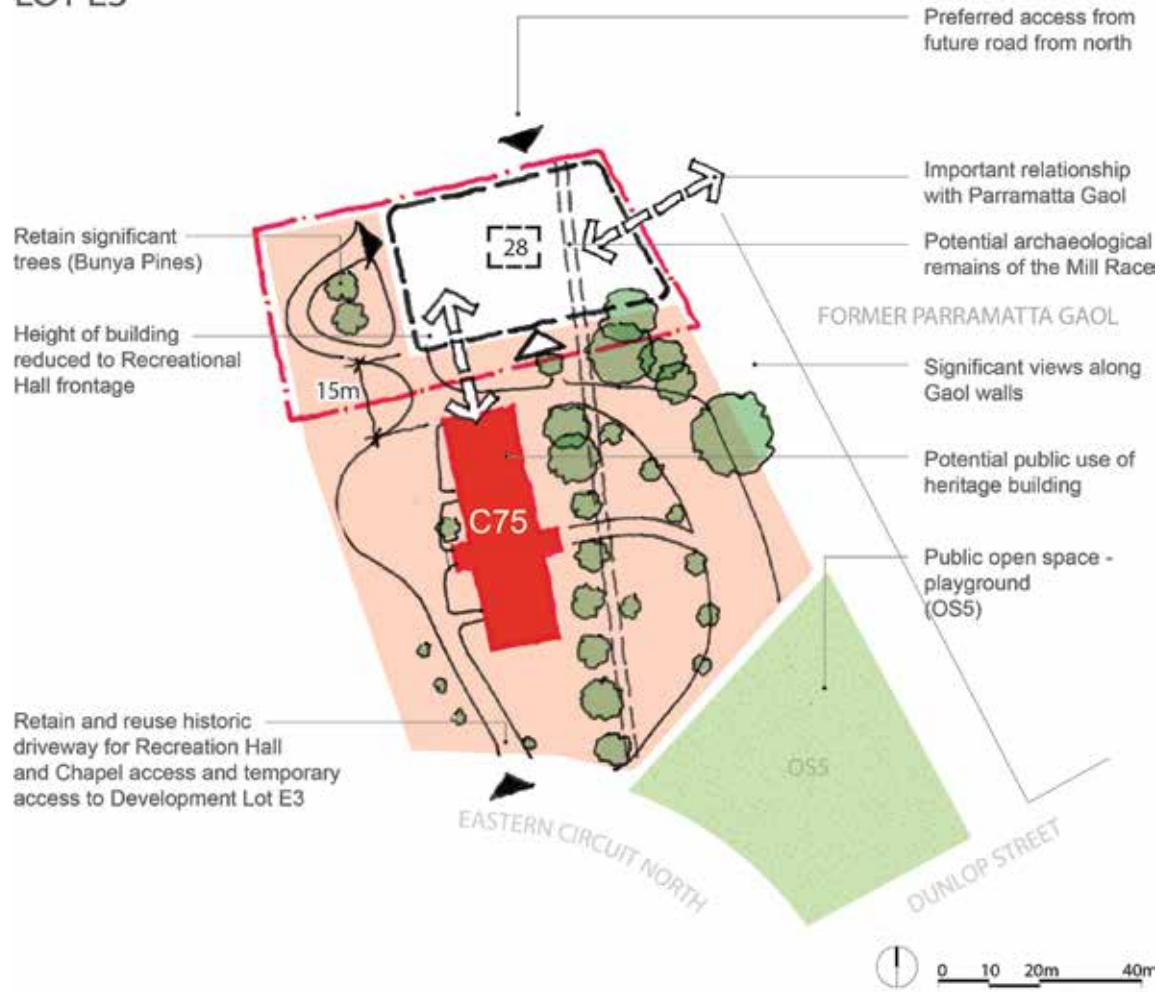 Preferred access from
future road from north
Important relationship
with Parramatta Gaol
Retain significant
trees (Bunya Pines)
28
Potential archaeological
remains of the Mill Race
FORMER PARRAMATTA GAOL
Height of building
reduced to Recreational
Hall frontage
15m
Significant views along
Gaol walls
Potential public use of
heritage building
C75
Public open space -
playground
(OS5)
Retain and reuse historic
driveway for Recreation Hall
and Chapel access and temporary
access to Development Lot E3
OS5
EASTERN CIRCUIT NORTH
DUNLOP STREET
0 10 20m 40m